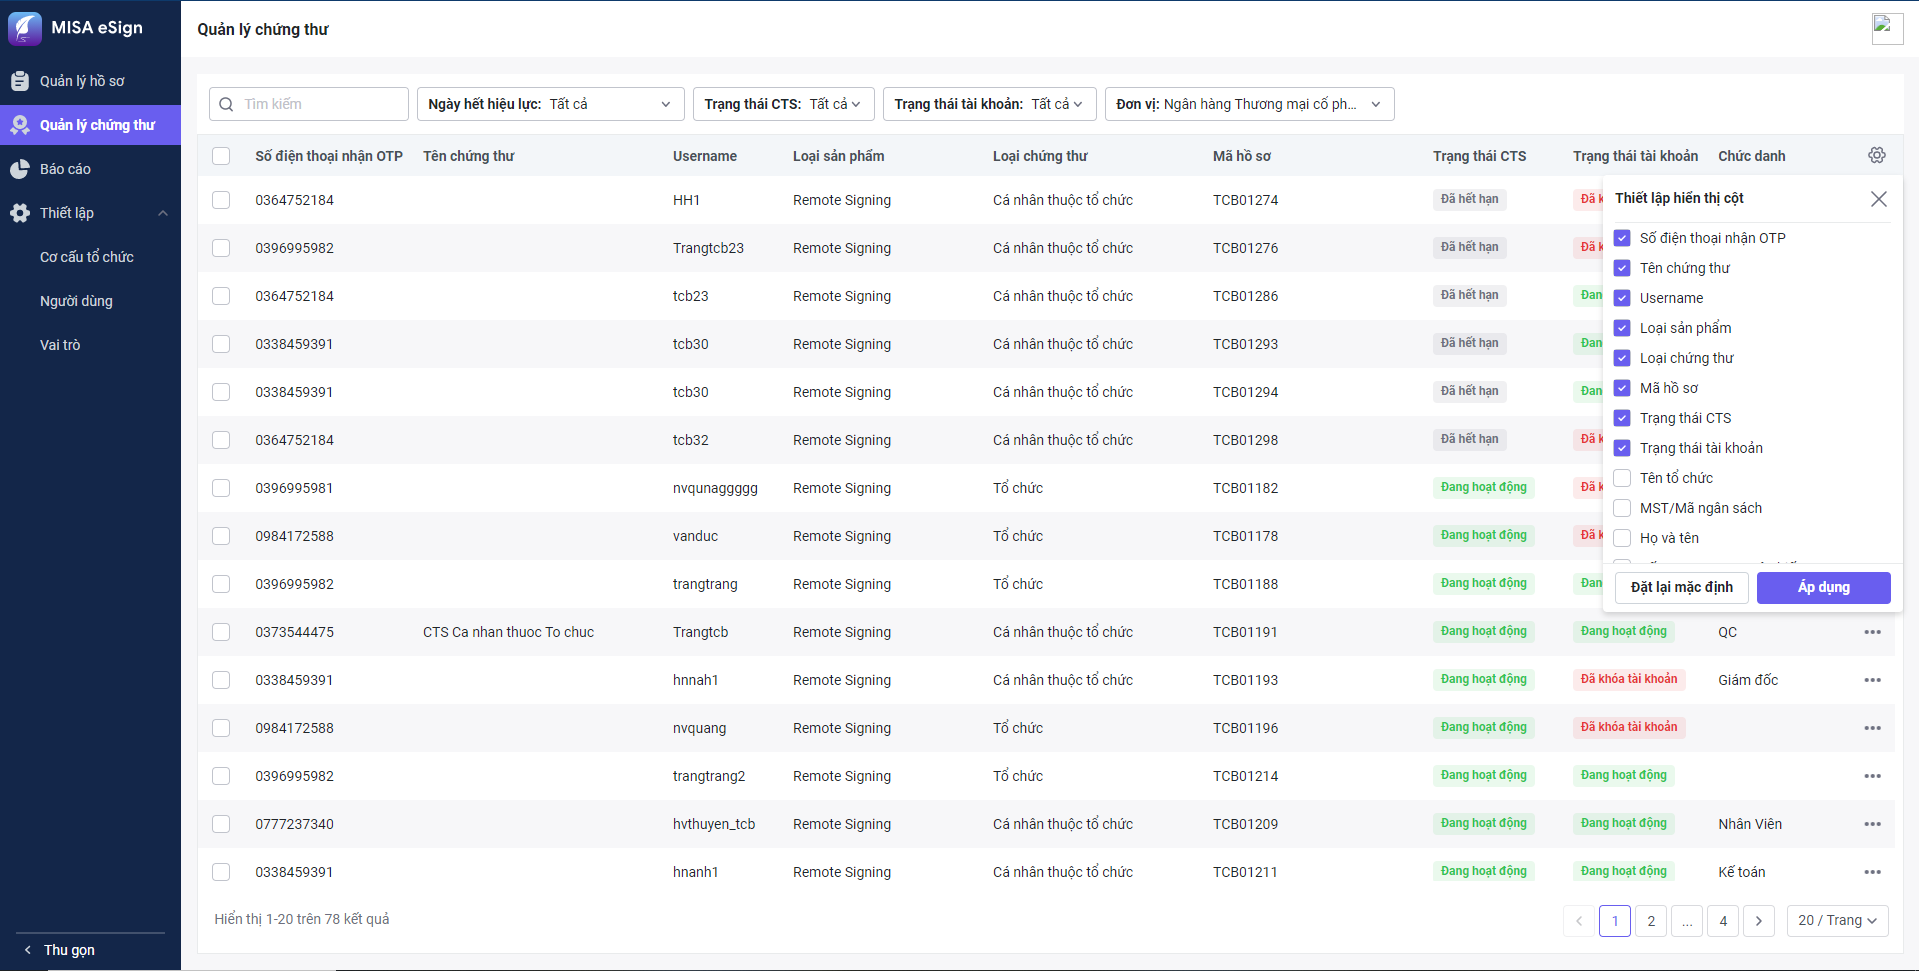 MISA eSign
Quản lý hồ sơ
Quản lý chứng thư
Báo cáo
Thiết lập
Cơ cấu tổ chức
Người dùng
Vai trò
Thu gọn
Quản lý chứng thư
Tìm kiếm
Ngày hết hiệu lực: Tất cả
Trạng thái CTS: Tất cả
Trạng thái tài khoản: Tất cả
Đơn vị: Ngân hàng Thương mại cổ ph...
Số điện thoại nhận OTP Tên chứng thư Username Loại sản phẩm Loại chứng thư Mã hồ sơ Trạng thái CTS Trạng thái tài khoản Chức danh
0364752184 HH1 Remote Signing Cá nhân thuộc tổ chức TCB01274 Đã hết hạn Đã k
0396995982 Trangtcb23 Remote Signing Cá nhân thuộc tổ chức TCB01276 Đã hết hạn Đã k
0364752184 tcb23 Remote Signing Cá nhân thuộc tổ chức TCB01286 Đã hết hạn Đan
0338459391 tcb30 Remote Signing Cá nhân thuộc tổ chức TCB01293 Đã hết hạn Đan
0338459391 tcb30 Remote Signing Cá nhân thuộc tổ chức TCB01294 Đã hết hạn Đan
0364752184 tcb32 Remote Signing Cá nhân thuộc tổ chức TCB01298 Đã hết hạn Đã k
0396995981 nvqunaggggg Remote Signing Tổ chức TCB01182 Đang hoạt động Đã k
0984172588 vanduc Remote Signing Tổ chức TCB01178 Đang hoạt động Đã k
0396995982 trangtrang Remote Signing Tổ chức TCB01188 Đang hoạt động Đan
0373544475 CTS Ca nhan thuoc To chuc Trangtcb Remote Signing Cá nhân thuộc tổ chức TCB01191 Đang hoạt động Đang hoạt động QC
0338459391 hnnah1 Remote Signing Cá nhân thuộc tổ chức TCB01193 Đang hoạt động Đã khóa tài khoản Giám đốc
0984172588 nvquang Remote Signing Tổ chức TCB01196 Đang hoạt động Đã khóa tài khoản
0396995982 trangtrang2 Remote Signing Tổ chức TCB01214 Đang hoạt động Đang hoạt động
0777237340 hvthuyen_tcb Remote Signing Cá nhân thuộc tổ chức TCB01209 Đang hoạt động Đang hoạt động Nhân Viên
0338459391 hnanh1 Remote Signing Cá nhân thuộc tổ chức TCB01211 Đang hoạt động Đang hoạt động Kế toán
Thiết lập hiển thị cột
Số điện thoại nhận OTP
Tên chứng thư
Username
Loại sản phẩm
Loại chứng thư
Mã hồ sơ
Trạng thái CTS
Trạng thái tài khoản
Tên tổ chức
MST/Mã ngân sách
Họ và tên
Đặt lại mặc định
Áp dụng
Hiển thị 1-20 trên 78 kết quả
1 2 ... 4
20 / Trang